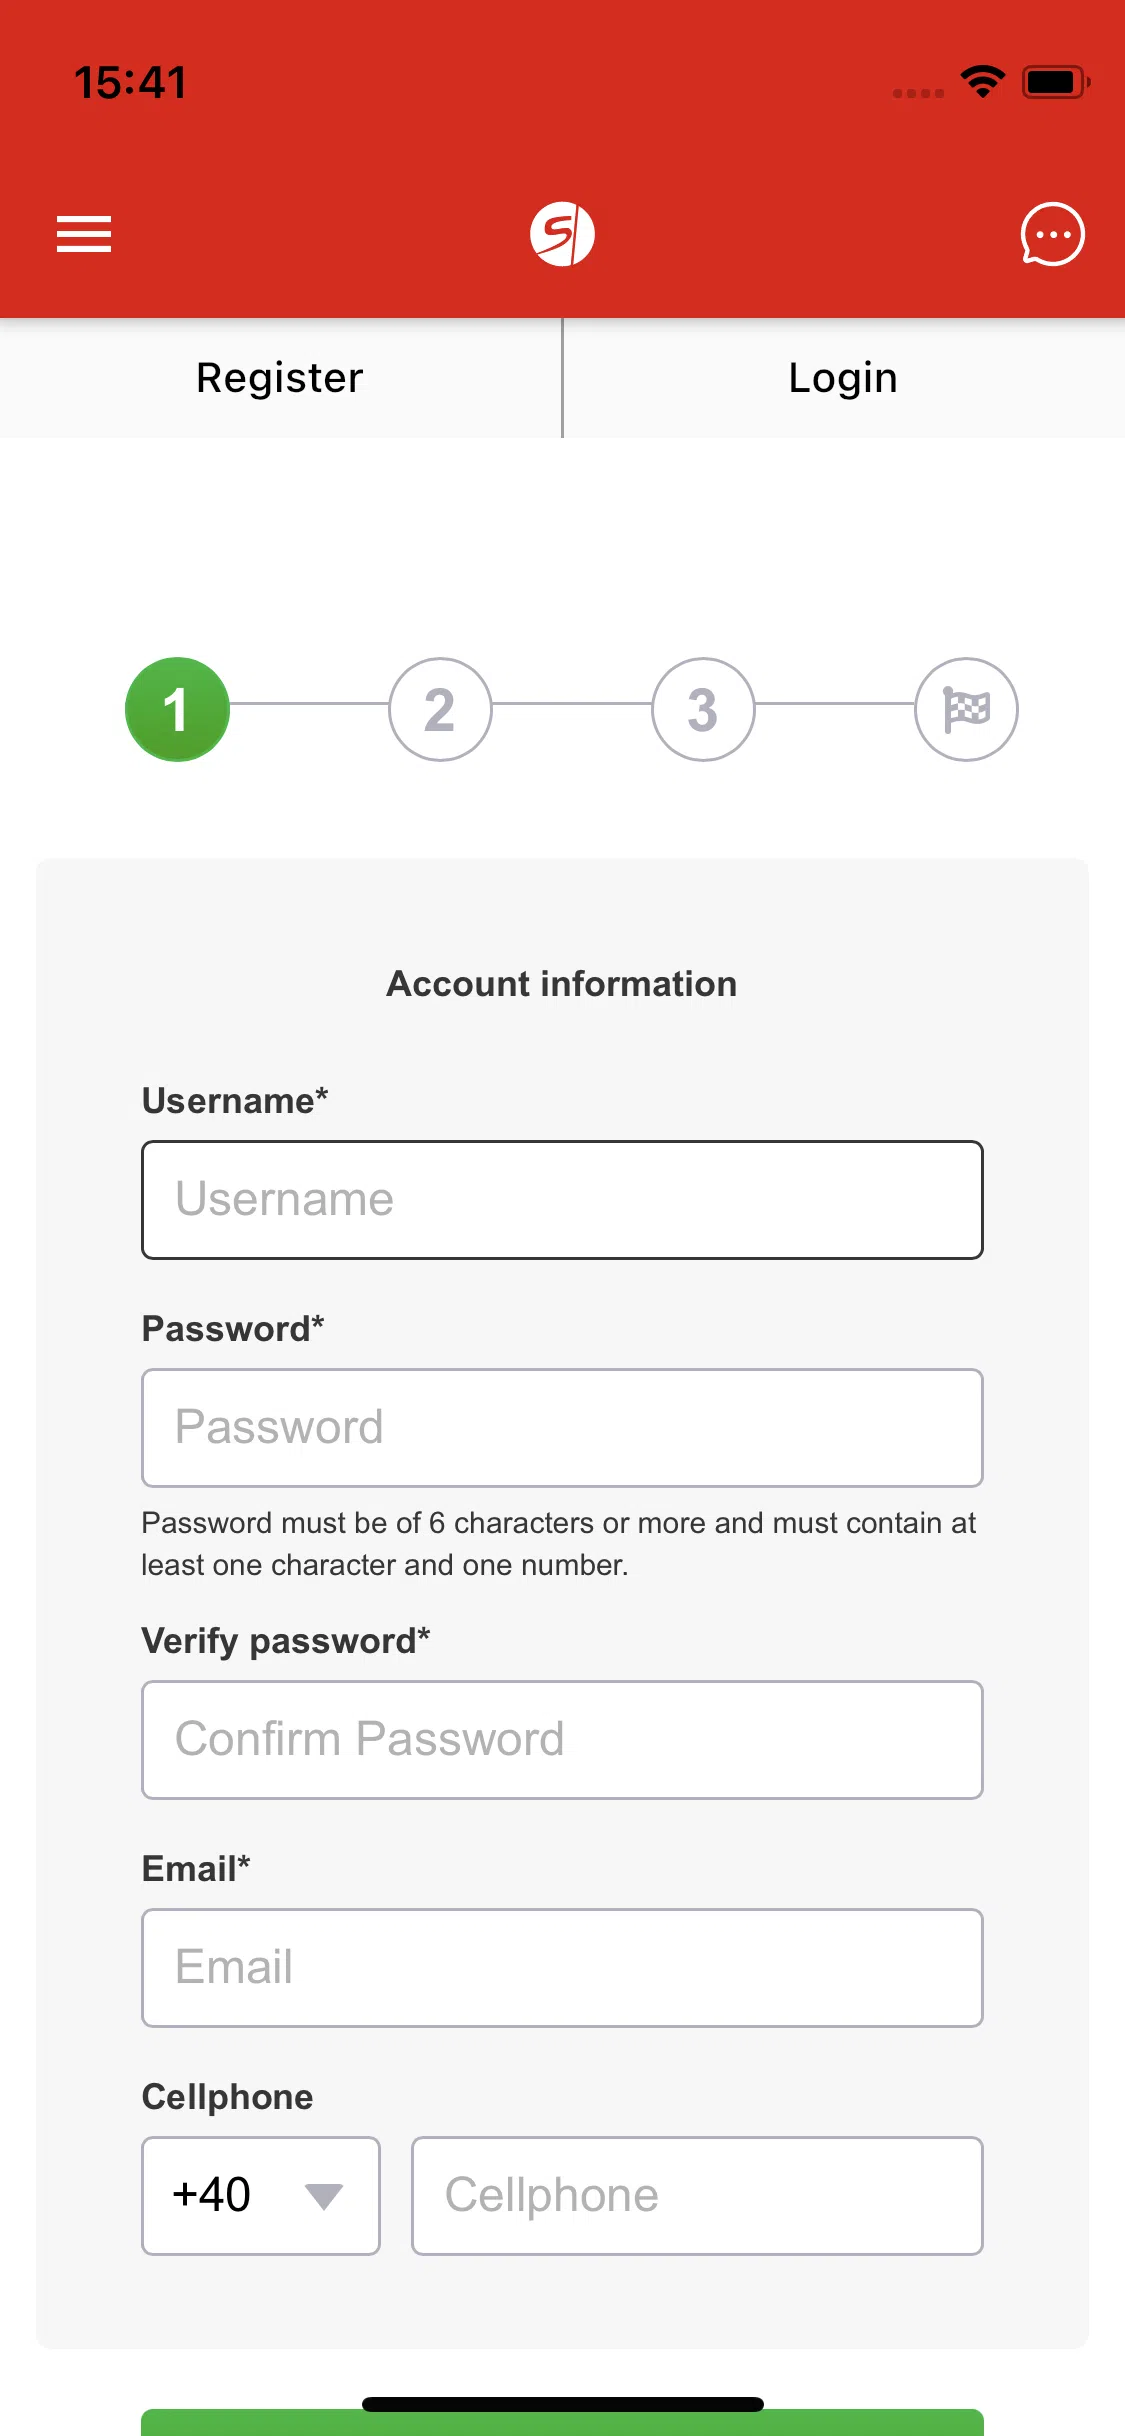 15:41
S
Register
Login
1
2
3
Account information
Username*
Username
Password*
Password
Password must be of 6 characters or more and must contain at
least one character and one number.
Verify password*
Confirm Password
Email*
Email
Cellphone
+40
Cellphone